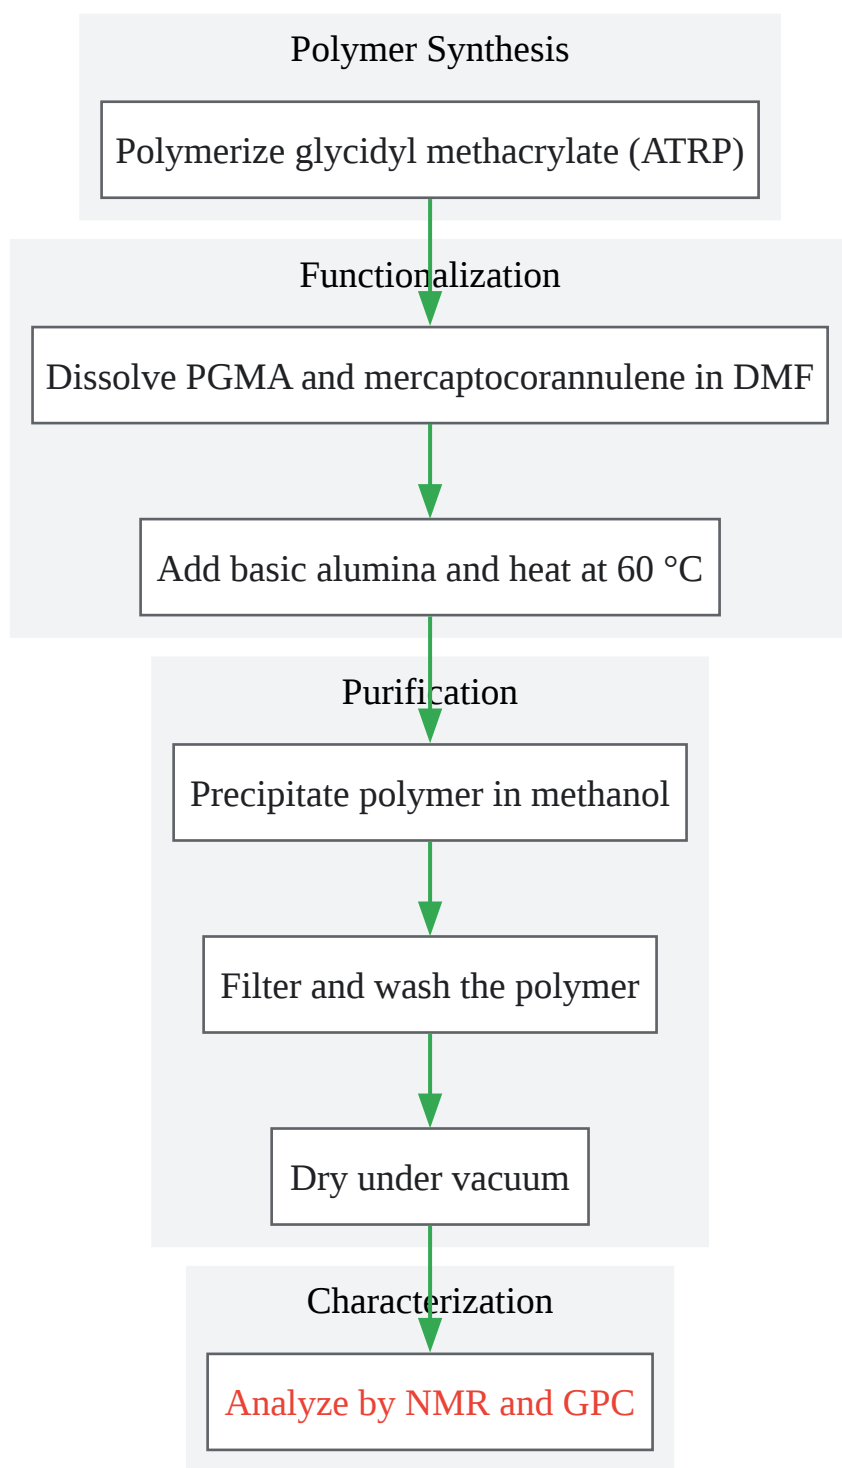 Polymer Synthesis
Polymerize glycidyl methacrylate (ATRP)
Functionalization
Dissolve PGMA and mercaptocorannulene in DMF
Add basic alumina and heat at 60 °C
Purification
Precipitate polymer in methanol
Filter and wash the polymer
Dry under vacuum
Characterization
Analyze by NMR and GPC